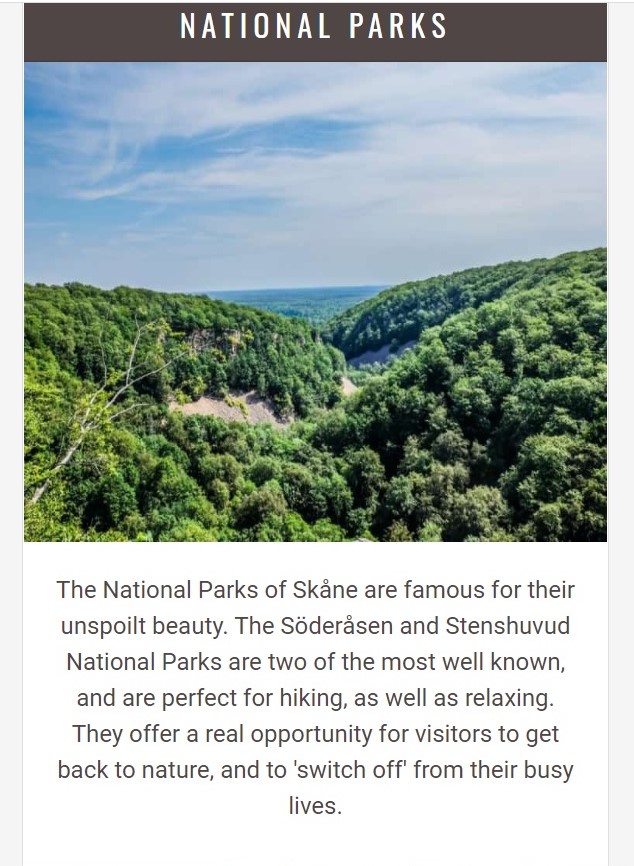 NATIONAL PARKS
The National Parks of Skåne are famous for their
unspoilt beauty. The Söderåsen and Stenshuvud
National Parks are two of the most well known,
and are perfect for hiking, as well as relaxing.
They offer a real opportunity for visitors to get
back to nature, and to 'switch off' from their busy
lives.